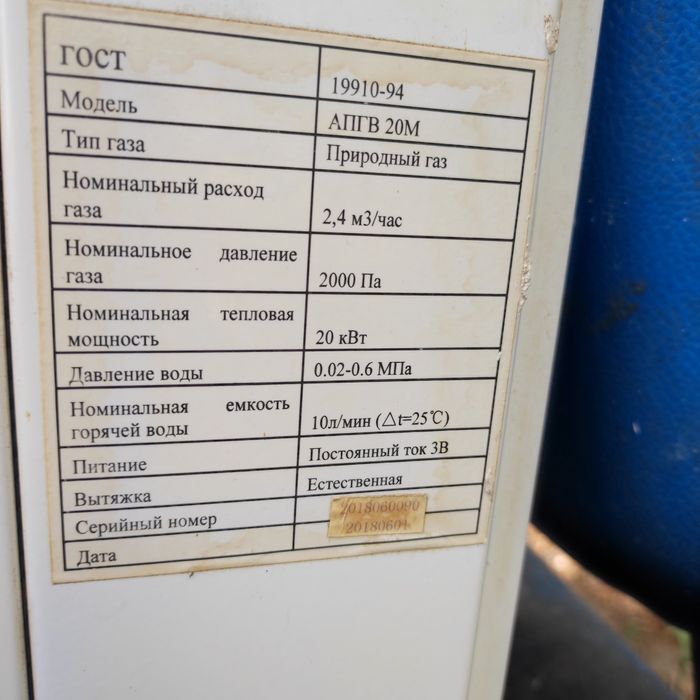 ГОСТ 19910-94
Модель АПГВ 20М
Тип газа Природный газ
Номинальный расход
газа 2,4 м3/час
Номинальное давление
газа 2000 Па
Номинальная тепловая
мощность 20 кВт
Давление воды 0.02-0.6 МПа
Номинальная емкость
горячей воды 10л/мин (△t=25℃)
Питание Постоянный ток 3В
Вытяжка Естественная
Серийный номер 2018060090
Дата 20180601